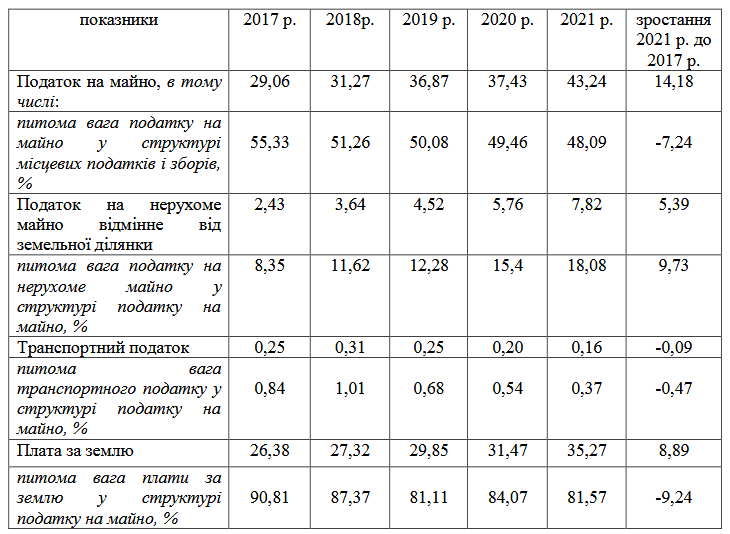 показники 2017 р. 2018р. 2019 р. 2020 р. 2021 р. зростання
2021 р. до
2017 р.
Податок на майно, в тому 29,06 31,27 36,87 37,43 43,24 14,18
числі:
питома вага податку на
майно у структурі 55,33 51,26 50,08 49,46 48,09 -7,24
місцевих податків і зборів,
%
Податок на нерухоме 2,43 3,64 4,52 5,76 7,82 5,39
майно відмінне від
земельної ділянки
питома вага податку на 8,35 11,62 12,28 15,4 18,08 9,73
нерухоме майно у
структурі податку на
майно, %
Транспортний податок 0,25 0,31 0,25 0,20 0,16 -0,09
питома вага
транспортного податку у 0,84 1,01 0,68 0,54 0,37 -0,47
структурі податку на
майно, %
Плата за землю 26,38 27,32 29,85 31,47 35,27 8,89
питома вага плати за
землю у структурі 90,81 87,37 81,11 84,07 81,57 -9,24
податку на майно, %